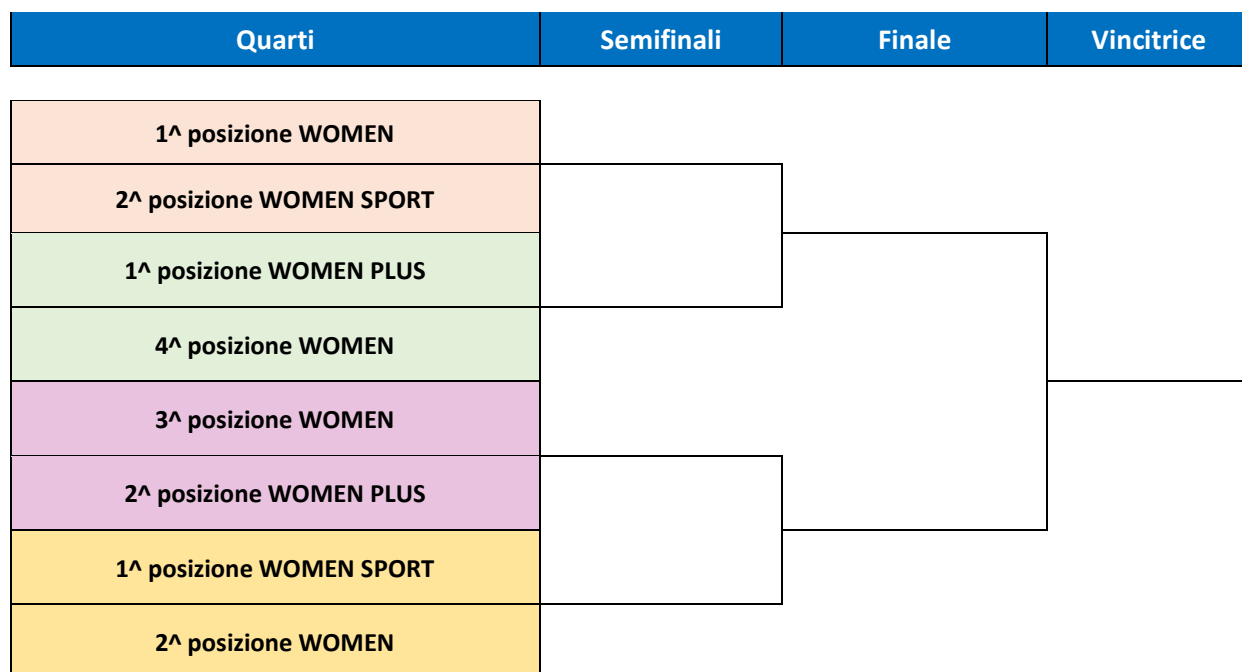 Quarti Semifinali Finale Vincitrice
1^ posizione WOMEN
2^ posizione WOMEN SPORT
1^ posizione WOMEN PLUS
4^ posizione WOMEN
3^ posizione WOMEN
2^ posizione WOMEN PLUS
1^ posizione WOMEN SPORT
2^ posizione WOMEN